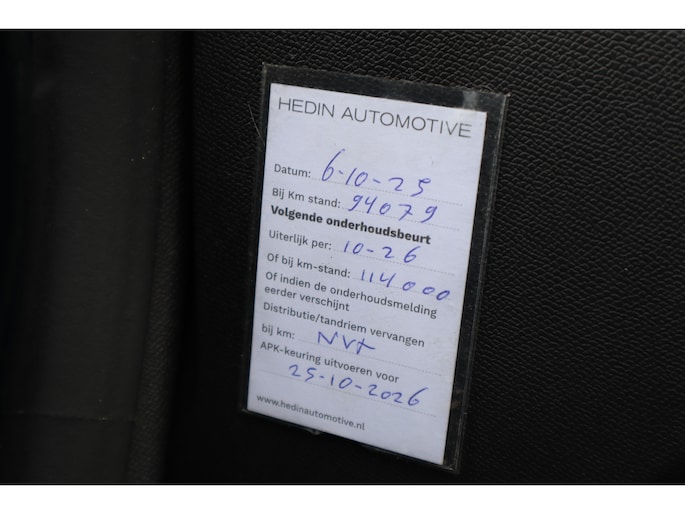 HEDIN AUTOMOTIVE
Datum: 6-10-25
Bij Km stand: 94079
Volgende onderhoudsbeurt
Uiterlijk per: 10-26
Of bij km-stand: 114000
Of indien de onderhoudsmelding
eerder verschijnt
Distributie/tandriem vervangen
bij km: NVt
APK-keuring uitvoeren voor
25-10-2026
www.hedinautomotive.nl